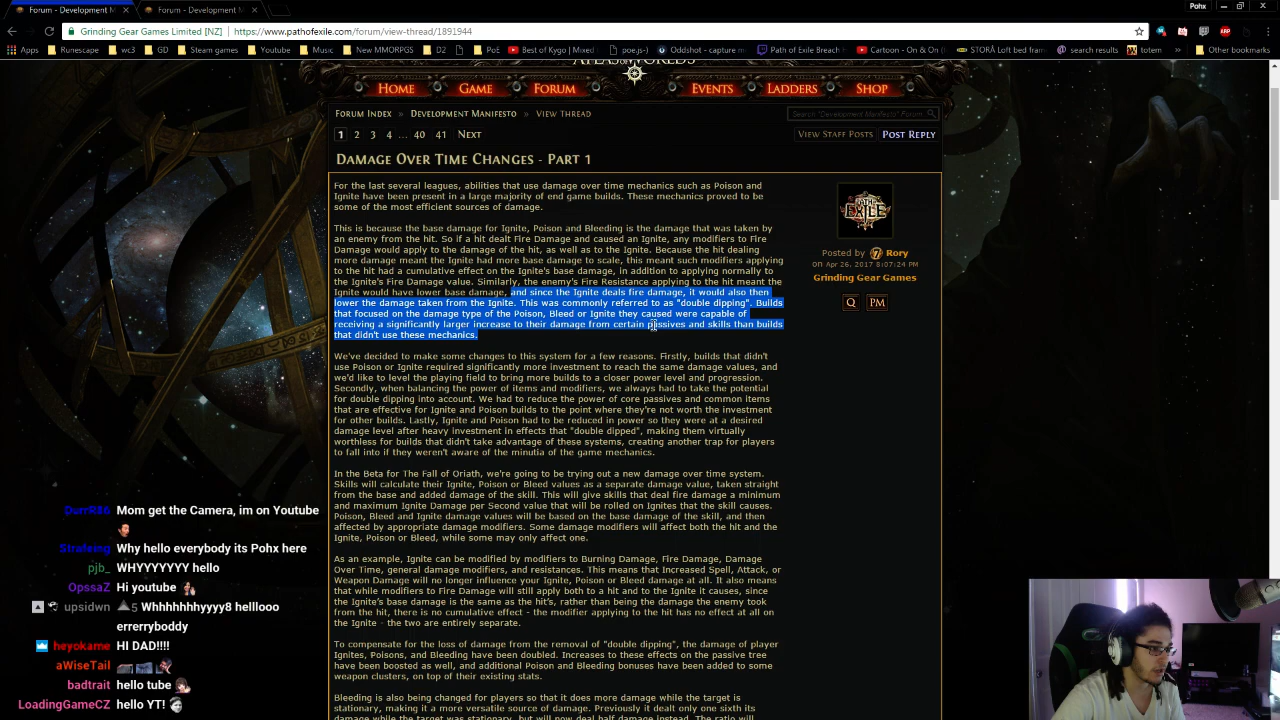 Forum - Development M
Forum - Development M
Pohx
Grinding Gear Games Limited [NZ]
https://www.pathofexile.com/forum/view-thread/1891944
Apps
Runescape
wc3
GD
Steam games
Youtube
Music
New MMORPGS
D2
PoE
Best of Kygo | Mixed
poe.js-)
Oddshot - capture m
Path of Exile Breach
Cartoon - On & On (
STORÅ Loft bed fram
search results
totem
Other bookmarks
HOME
GAME
FORUM
EVENTS
LADDERS
SHOP
FORUM INDEX » DEVELOPMENT MANIFESTO » VIEW THREAD
Search "Development Manifesto" Forum
1 2 3 4 ... 40 41 NEXT
VIEW STAFF POSTS
POST REPLY
DAMAGE OVER TIME CHANGES - PART 1
For the last several leagues, abilities that use damage over time mechanics such as Poison and
Ignite have been present in a large majority of end game builds. These mechanics proved to be
some of the most efficient sources of damage.
This is because the base damage for Ignite, Poison and Bleeding is the damage that was taken by
an enemy from the hit. So if a hit dealt Fire Damage and caused an Ignite, any modifiers to Fire
Damage would apply to the damage of the hit, as well as to the Ignite. Because the hit dealing
more damage meant the Ignite had more base damage to scale, this meant such modifiers applying
to the hit had a cumulative effect on the Ignite's base damage, in addition to applying normally to
the Ignite's Fire Damage value. Similarly, the enemy's Fire Resistance applying to the hit meant the
Ignite would have lower base damage, and since the Ignite deals fire damage, it would also then
lower the damage taken from the Ignite. This was commonly referred to as "double dipping". Builds
that focused on the damage type of the Poison, Bleed or Ignite they caused were capable of
receiving a significantly larger increase to their damage from certain passives and skills than builds
that didn't use these mechanics.
We've decided to make some changes to this system for a few reasons. Firstly, builds that didn't
use Poison or Ignite required significantly more investment to reach the same damage values, and
we'd like to level the playing field to bring more builds to a closer power level and progression.
Secondly, when balancing the power of items and modifiers, we always had to take the potential
for double dipping into account. We had to reduce the power of core passives and common items
that are effective for Ignite and Poison builds to the point where they're not worth the investment
for other builds. Lastly, Ignite and Poison had to be reduced in power so they were at a desired
damage level after heavy investment in effects that "double dipped", making them virtually
worthless for builds that didn't take advantage of these systems, creating another trap for players
to fall into if they weren't aware of the minutia of the game mechanics.
In the Beta for The Fall of Oriath, we're going to be trying out a new damage over time system.
Skills will calculate their Ignite, Poison or Bleed values as a separate damage value, taken straight
from the base and added damage of the skill. This will give skills that deal fire damage a minimum
and maximum Ignite Damage per Second value that will be rolled on Ignites that the skill causes.
Poison, Bleed and Ignite damage values will be based on the base damage of the skill, and then
affected by appropriate damage modifiers. Some damage modifiers will affect both the hit and the
Ignite, Poison or Bleed, while some may only affect one.
As an example, Ignite can be modified by modifiers to Burning Damage, Fire Damage, Damage
Over Time, general damage modifiers, and resistances. This means that Increased Spell, Attack, or
Weapon Damage will no longer influence your Ignite, Poison or Bleed damage at all. It also means
that while modifiers to Fire Damage will still apply both to a hit and to the Ignite it causes, since
the Ignite's base damage is the same as the hit's, rather than being the damage the enemy took
from the hit, there is no cumulative effect - the modifier applying to the hit has no effect at all on
the Ignite - the two are entirely separate.
To compensate for the loss of damage from the removal of "double dipping", the damage of player
Ignites, Poisons, and Bleeding have been doubled. Increases to these effects on the passive tree
have been boosted as well, and additional Poison and Bleeding bonuses have been added to some
weapon clusters, on top of their existing stats.
Bleeding is also being changed for players so that it does more damage while the target is
stationary, making it a more versatile source of damage. Previously it dealt only one sixth its
damage while the target was stationary, but will now deal half damage instead. The ratio will
PATH OF EXILE
Posted by Rory
on Apr 26, 2017 8:07:24 PM
Grinding Gear Games
Q PM
DurrR86 Mom get the Camera, im on Youtube
Strafeing Why hello everybody its Pohx here
pjb_ WHYYYYYYY hello
OpssaZ Hi youtube
upsidwn 5 Whhhhhhhyyyy8 helllooo
errerryboddy
heyokame HI DAD!!!!
aWiseTail
badtrait hello tube
LoadingGameCZ hello YT!